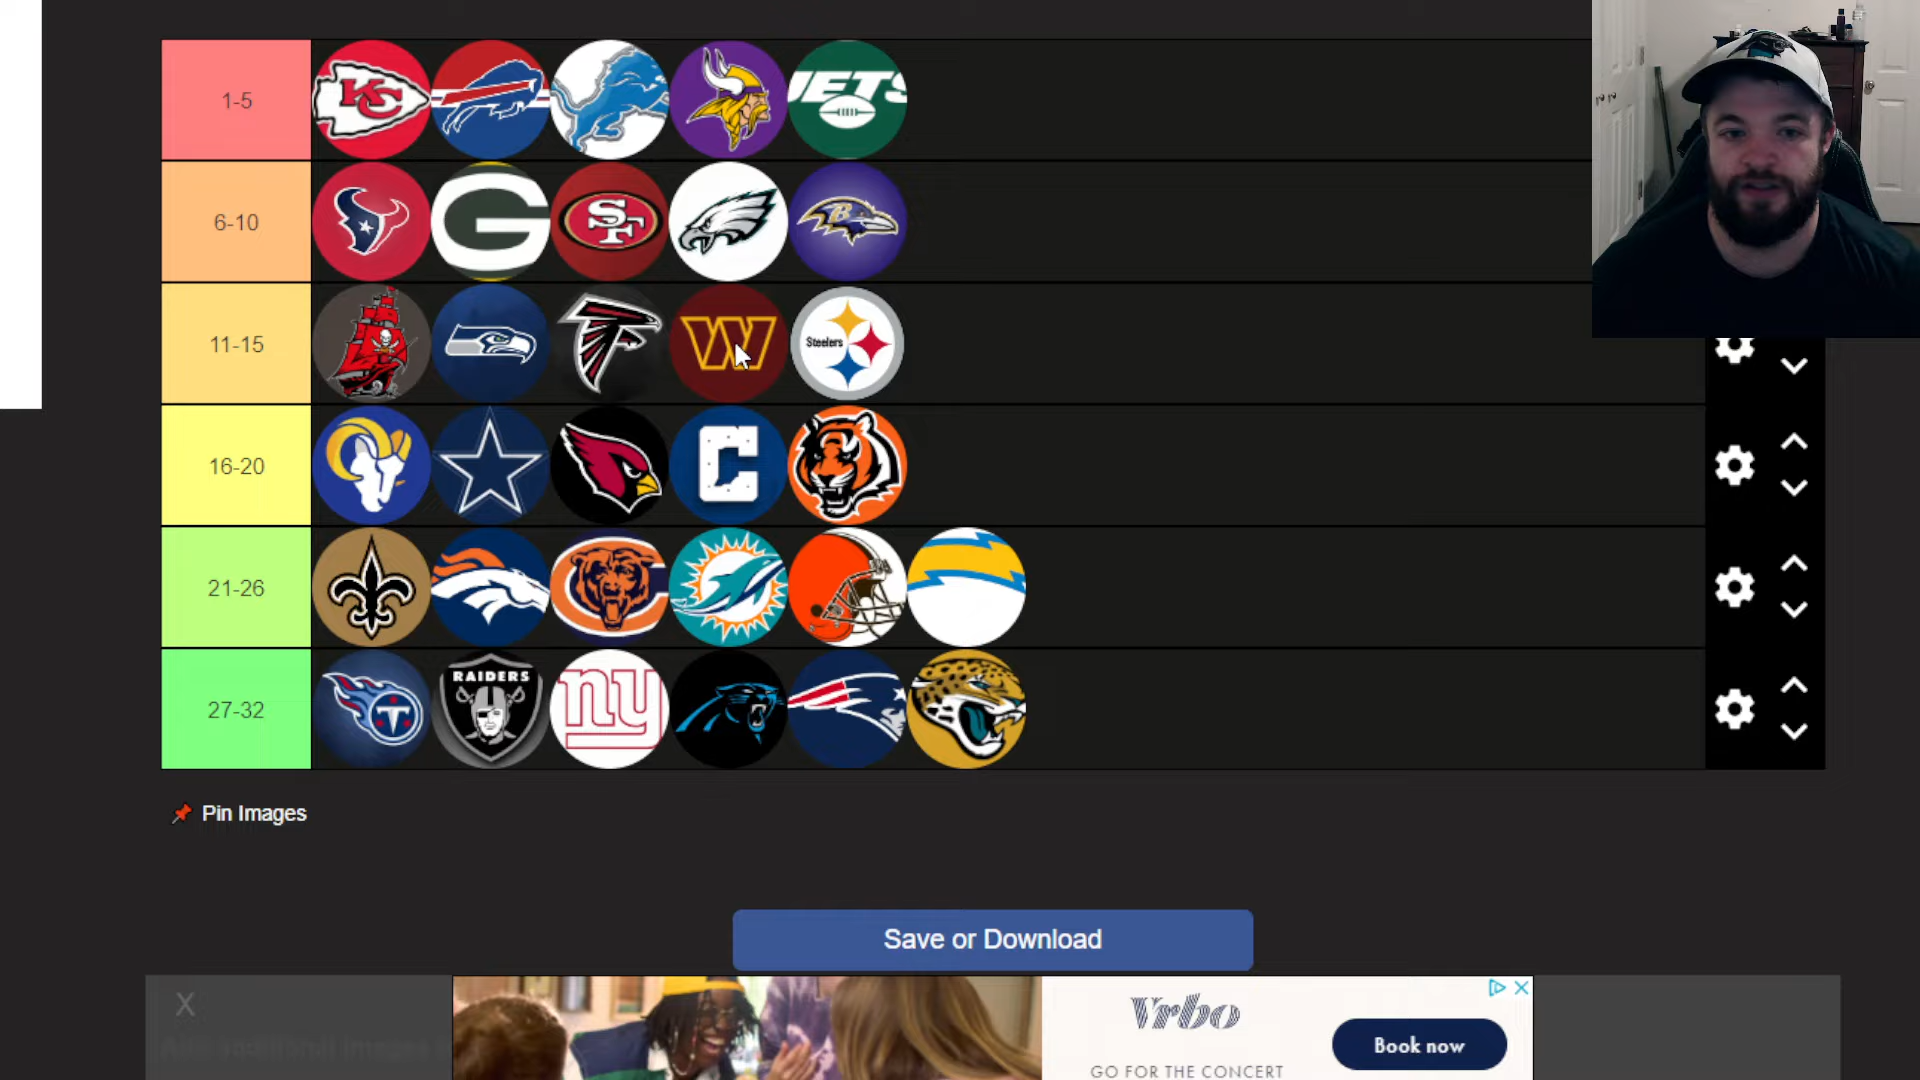 1-5
KC
JETS
6-10
G
SF
B
11-15
W
Steelers
16-20
C
21-26
C
27-32
T
RAIDERS
ny
Pin Images
Save or Download
X
Vrbo
GO FOR THE CONCERT
Book now